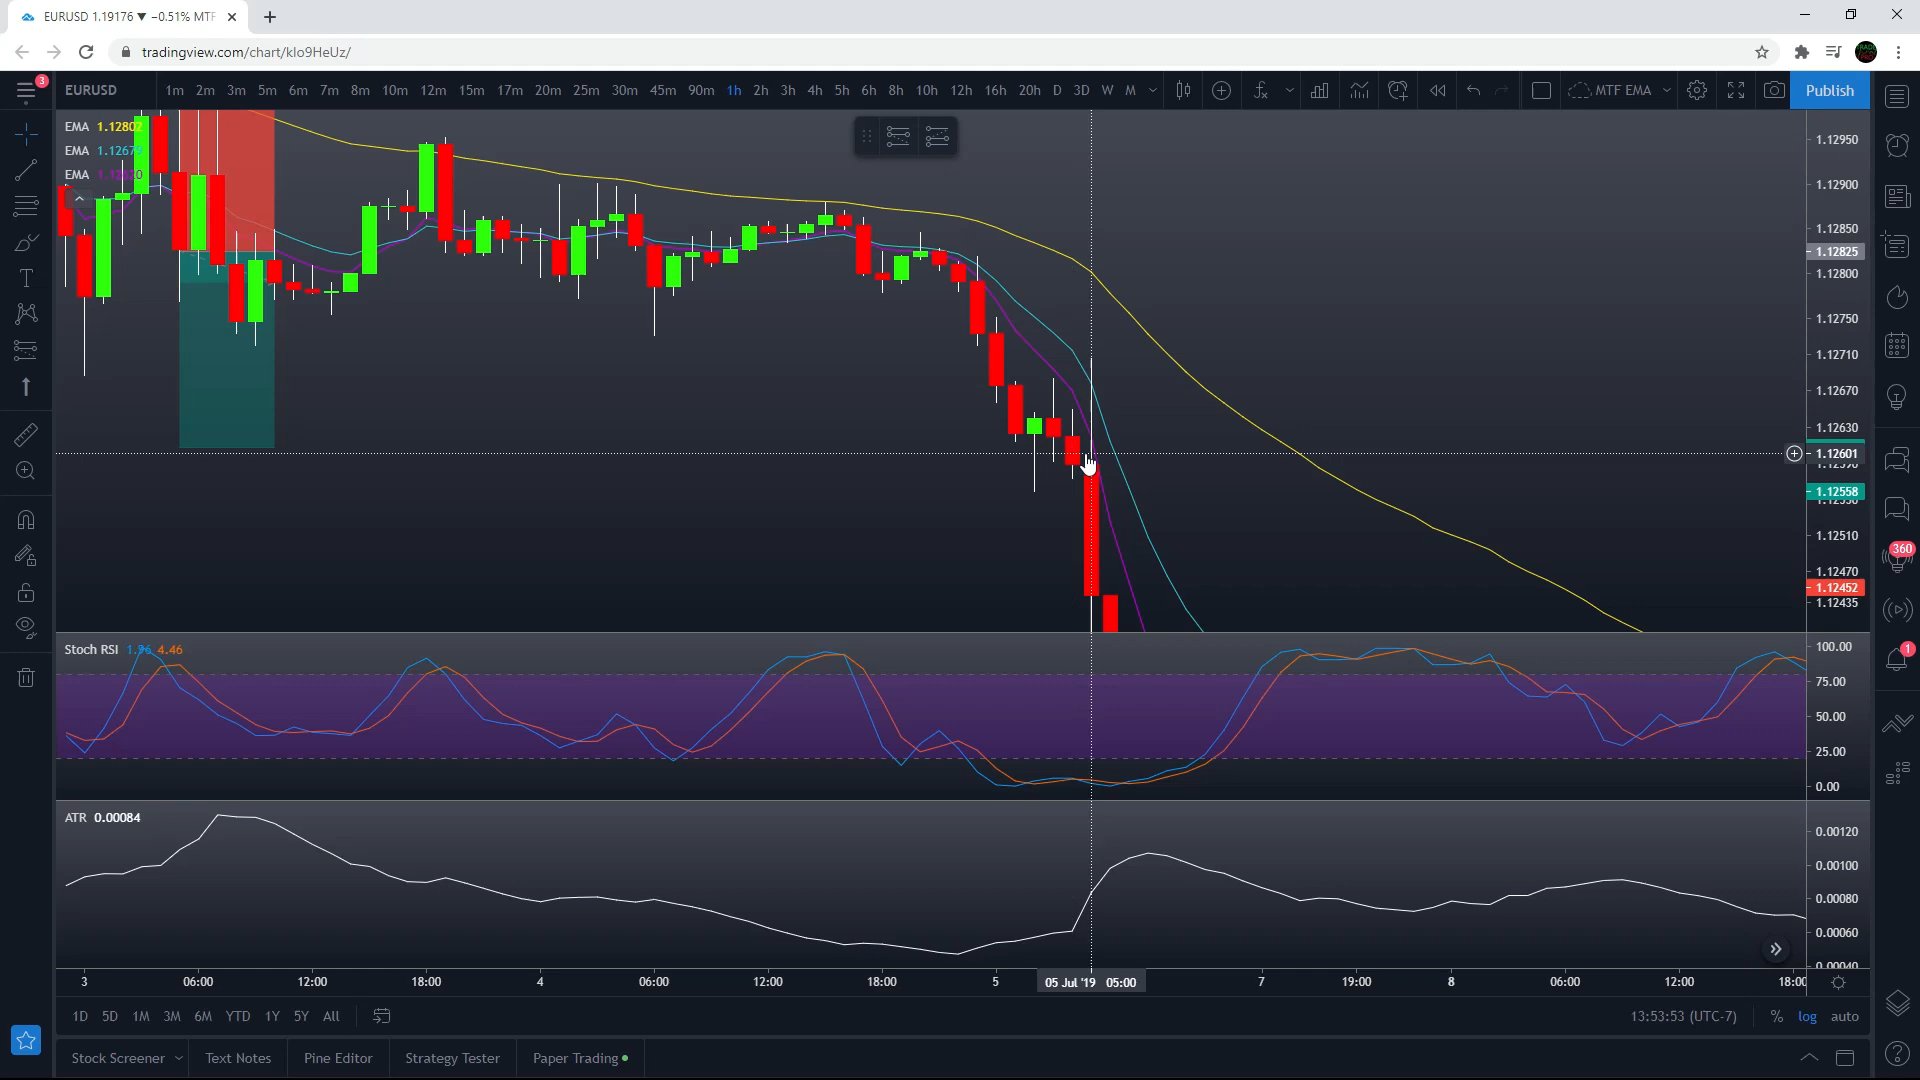 EURUSD 1.19176 ▼ −0.51% MTF
tradingview.com/chart/klo9HeUz/
3
EURUSD 1m 2m 3m 5m 6m 7m 8m 10m 12m 15m 17m 20m 25m 30m 45m 90m 1h 2h 3h 4h 5h 6h 8h 10h 12h 16h 20h D 3D W M MTF EMA Publish
EMA 1.12802
EMA
EMA
1.12950
1.12900
1.12850
1.12825
1.12800
1.12750
1.12710
1.12670
1.12630
1.12601
1.12558
1.12510
1.12470
1.12452
1.12435
360
1
Stoch RSI 1.96 4.46
100.00
75.00
50.00
25.00
0.00
ATR 0.00084
0.00120
0.00100
0.00080
0.00060
0.00040
3 06:00 12:00 18:00 4 06:00 12:00 18:00 5 05 Jul '19 05:00 7 19:00 8 06:00 12:00 18:00
1D 5D 1M 3M 6M YTD 1Y 5Y All 13:53:53 (UTC-7) % log auto
Stock Screener Text Notes Pine Editor Strategy Tester Paper Trading